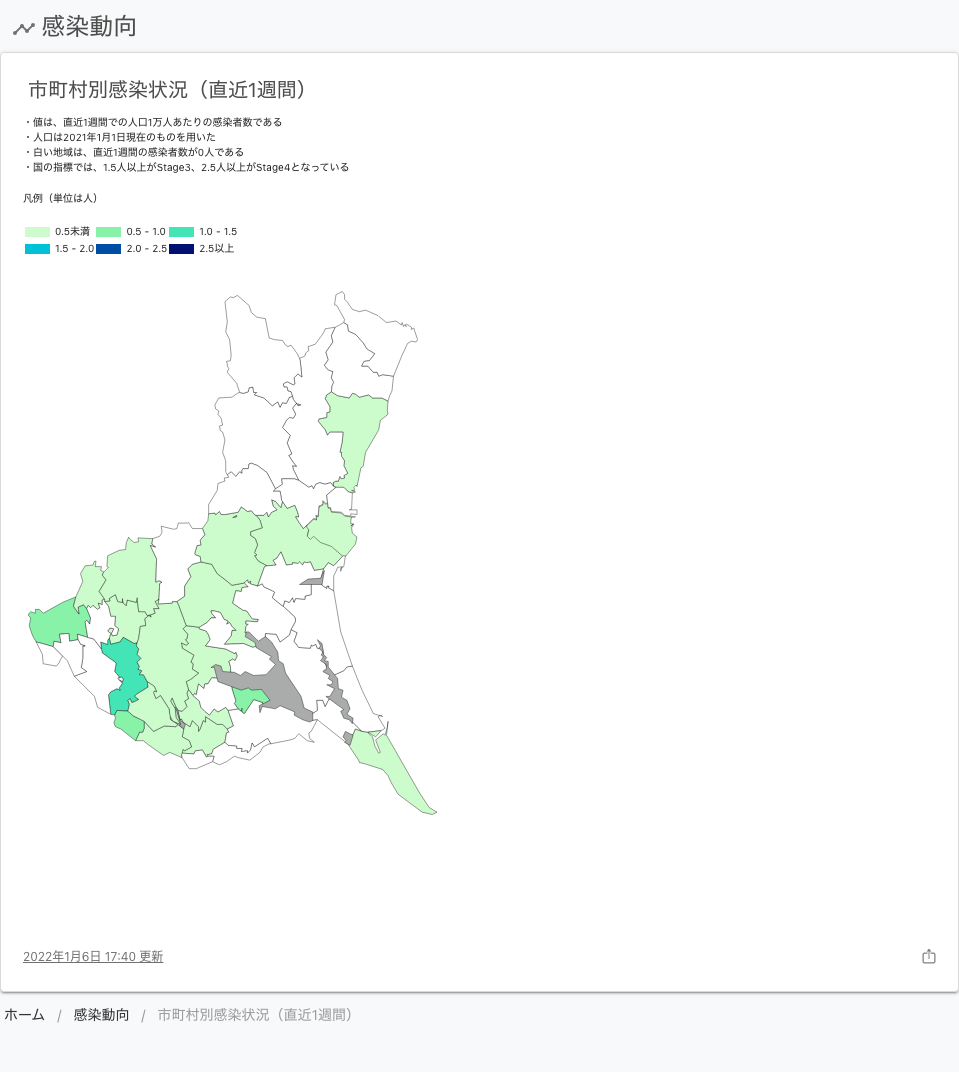 感染動向
市町村別感染状況（直近1週間）
・値は、直近1週間での人口1万人あたりの感染者数である
・人口は2021年1月1日現在のものを用いた
・白い地域は、直近1週間の感染者数が0人である
・国の指標では、1.5人以上がStage3、2.5人以上がStage4となっている
凡例（単位は人）
0.5未満 0.5 - 1.0 1.0 - 1.5
1.5 - 2.0 2.0 - 2.5 2.5以上
2022年1月6日 17:40 更新
ホーム / 感染動向 / 市町村別感染状況（直近1週間）